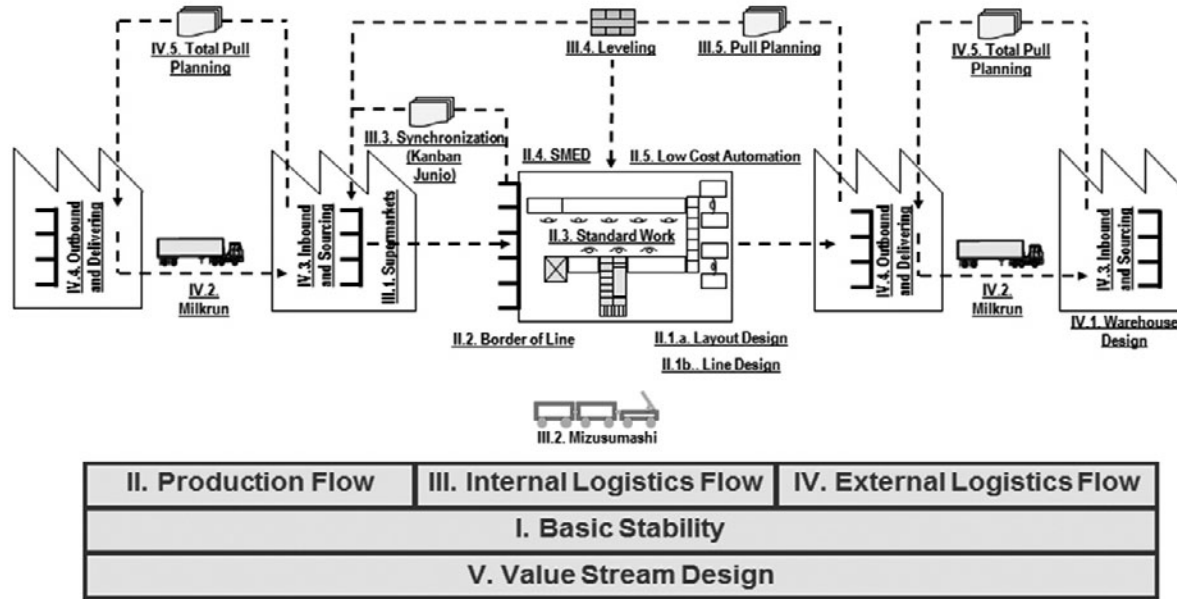 IV.5. Total Pull
Planning
III.4. Leveling
III.5. Pull Planning
IV.5. Total Pull
Planning
III.3. Synchronization
(Kanban
Junio)
II.4. SMED
II.5. Low Cost Automation
IV.4. Outbound
and Delivering
IV.2.
Milkrun
IV.3. Inbound
and Sourcing
III.1. Supermarkets
II.3. Standard Work
IV.4. Outbound
and Delivering
IV.2.
Milkrun
IV.3. Inbound
and Sourcing
II.2. Border of Line
II.1.a. Layout Design
II.1b.. Line Design
IV.1. Warehouse
Design
III.2. Mizusumashi
II. Production Flow
III. Internal Logistics Flow
IV. External Logistics Flow
I. Basic Stability
V. Value Stream Design